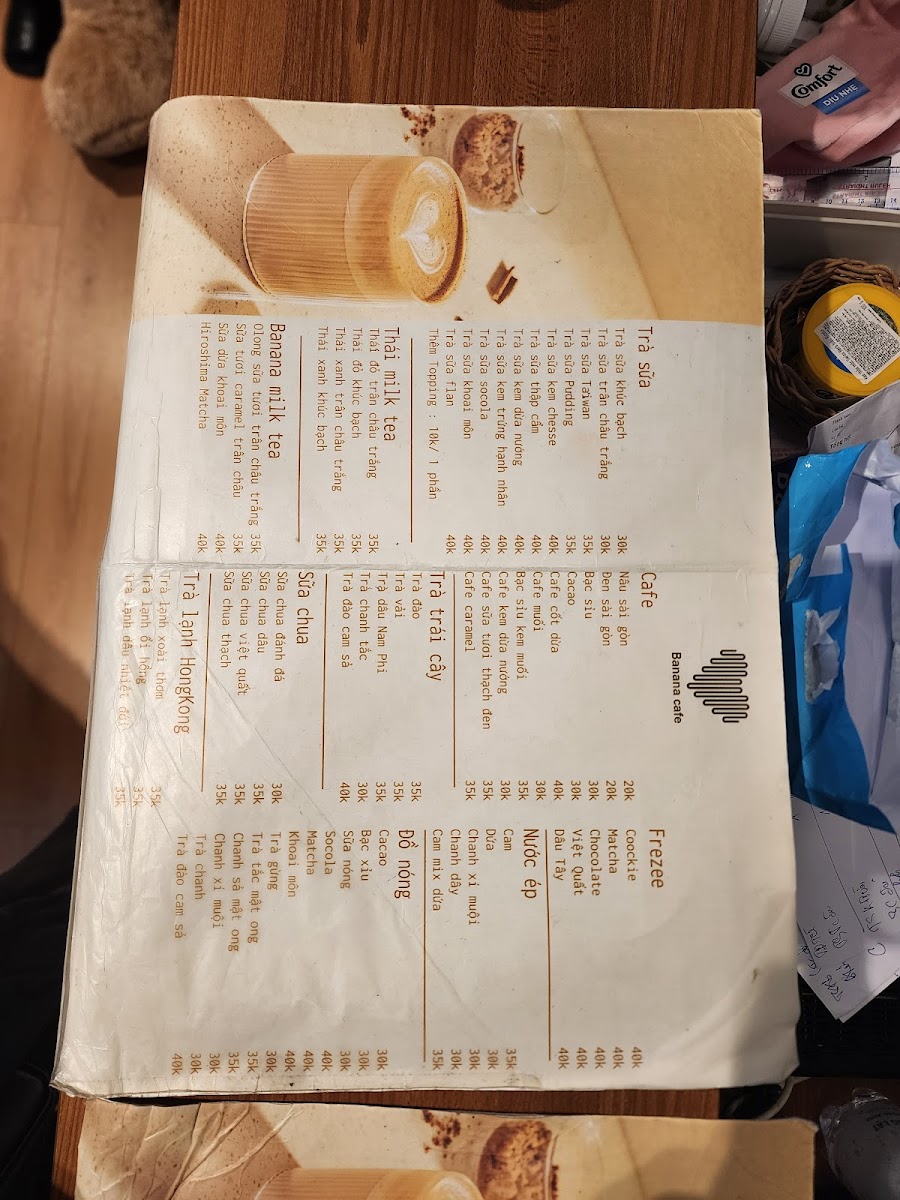 Banana cafe
Trà sữa
Trà sữa khúc bạch 30k
Trà sữa trân châu trắng 30k
Trà sữa Taiwan 35k
Trà sữa Pudding 35k
Trà sữa kem chesse 40k
Trà sữa thập cẩm 40k
Trà sữa kem dừa nướng 40k
Trà sữa kem trứng hạnh nhân 40k
Trà sữa socola 40k
Trà sữa khoai môn 40k
Trà sữa flan 40k
Thêm Topping : 10k/ 1 phần
Thái milk tea
Thái đỏ trân châu trắng 35k
Thái đỏ khúc bạch 35k
Thái xanh trân châu trắng 35k
Thái xanh khúc bạch 35k
Banana milk tea
Olong sữa tươi trân châu trắng 35k
Sữa tươi caramel trân châu 35k
Sữa dừa khoai môn 40k
Hiroshima Matcha 40k
Cafe
Nâu sài gòn 20k
Đen sài gòn 20k
Bạc sỉu 30k
Cacao 30k
Cafe cốt dừa 40k
Cafe muối 30k
Bạc sỉu kem muối 35k
Cafe kem dừa nướng 30k
Cafe sữa tươi thạch đen 35k
Cafe caramel 35k
Trà trái cây
Trà đào 35k
Trà vải 35k
Trà dâu Nam Phi 35k
Trà chanh tắc 30k
Trà đào cam sả 40k
Sữa chua
Sữa chua đánh đá 30k
Sữa chua dâu 35k
Sữa chua việt quất 35k
Sữa chua thạch 35k
Trà lạnh HongKong
Trà lạnh xoài thơm 35k
Trà lạnh ổi hồng 35k
Trà lạnh dâu nhiệt đới 35k
Frezee
Coockie 40k
Matcha 40k
Chocolate 40k
Việt Quất 40k
Dâu Tây 40k
Nước ép
Cam 35k
Dứa 30k
Chanh xí muội 30k
Chanh dây 30k
Cam mix dứa 35k
Đồ nóng
Cacao 30k
Bạc xỉu 30k
Sữa nóng 30k
Socola 40k
Matcha 40k
Khoai môn 40k
Trà gừng 30k
Trà tắc mật ong 35k
Chanh sả mật ong 35k
Chanh xí muội 30k
Trà chanh 30k
Trà đào cam sả 40k
Comfort
DỊU NHẸ